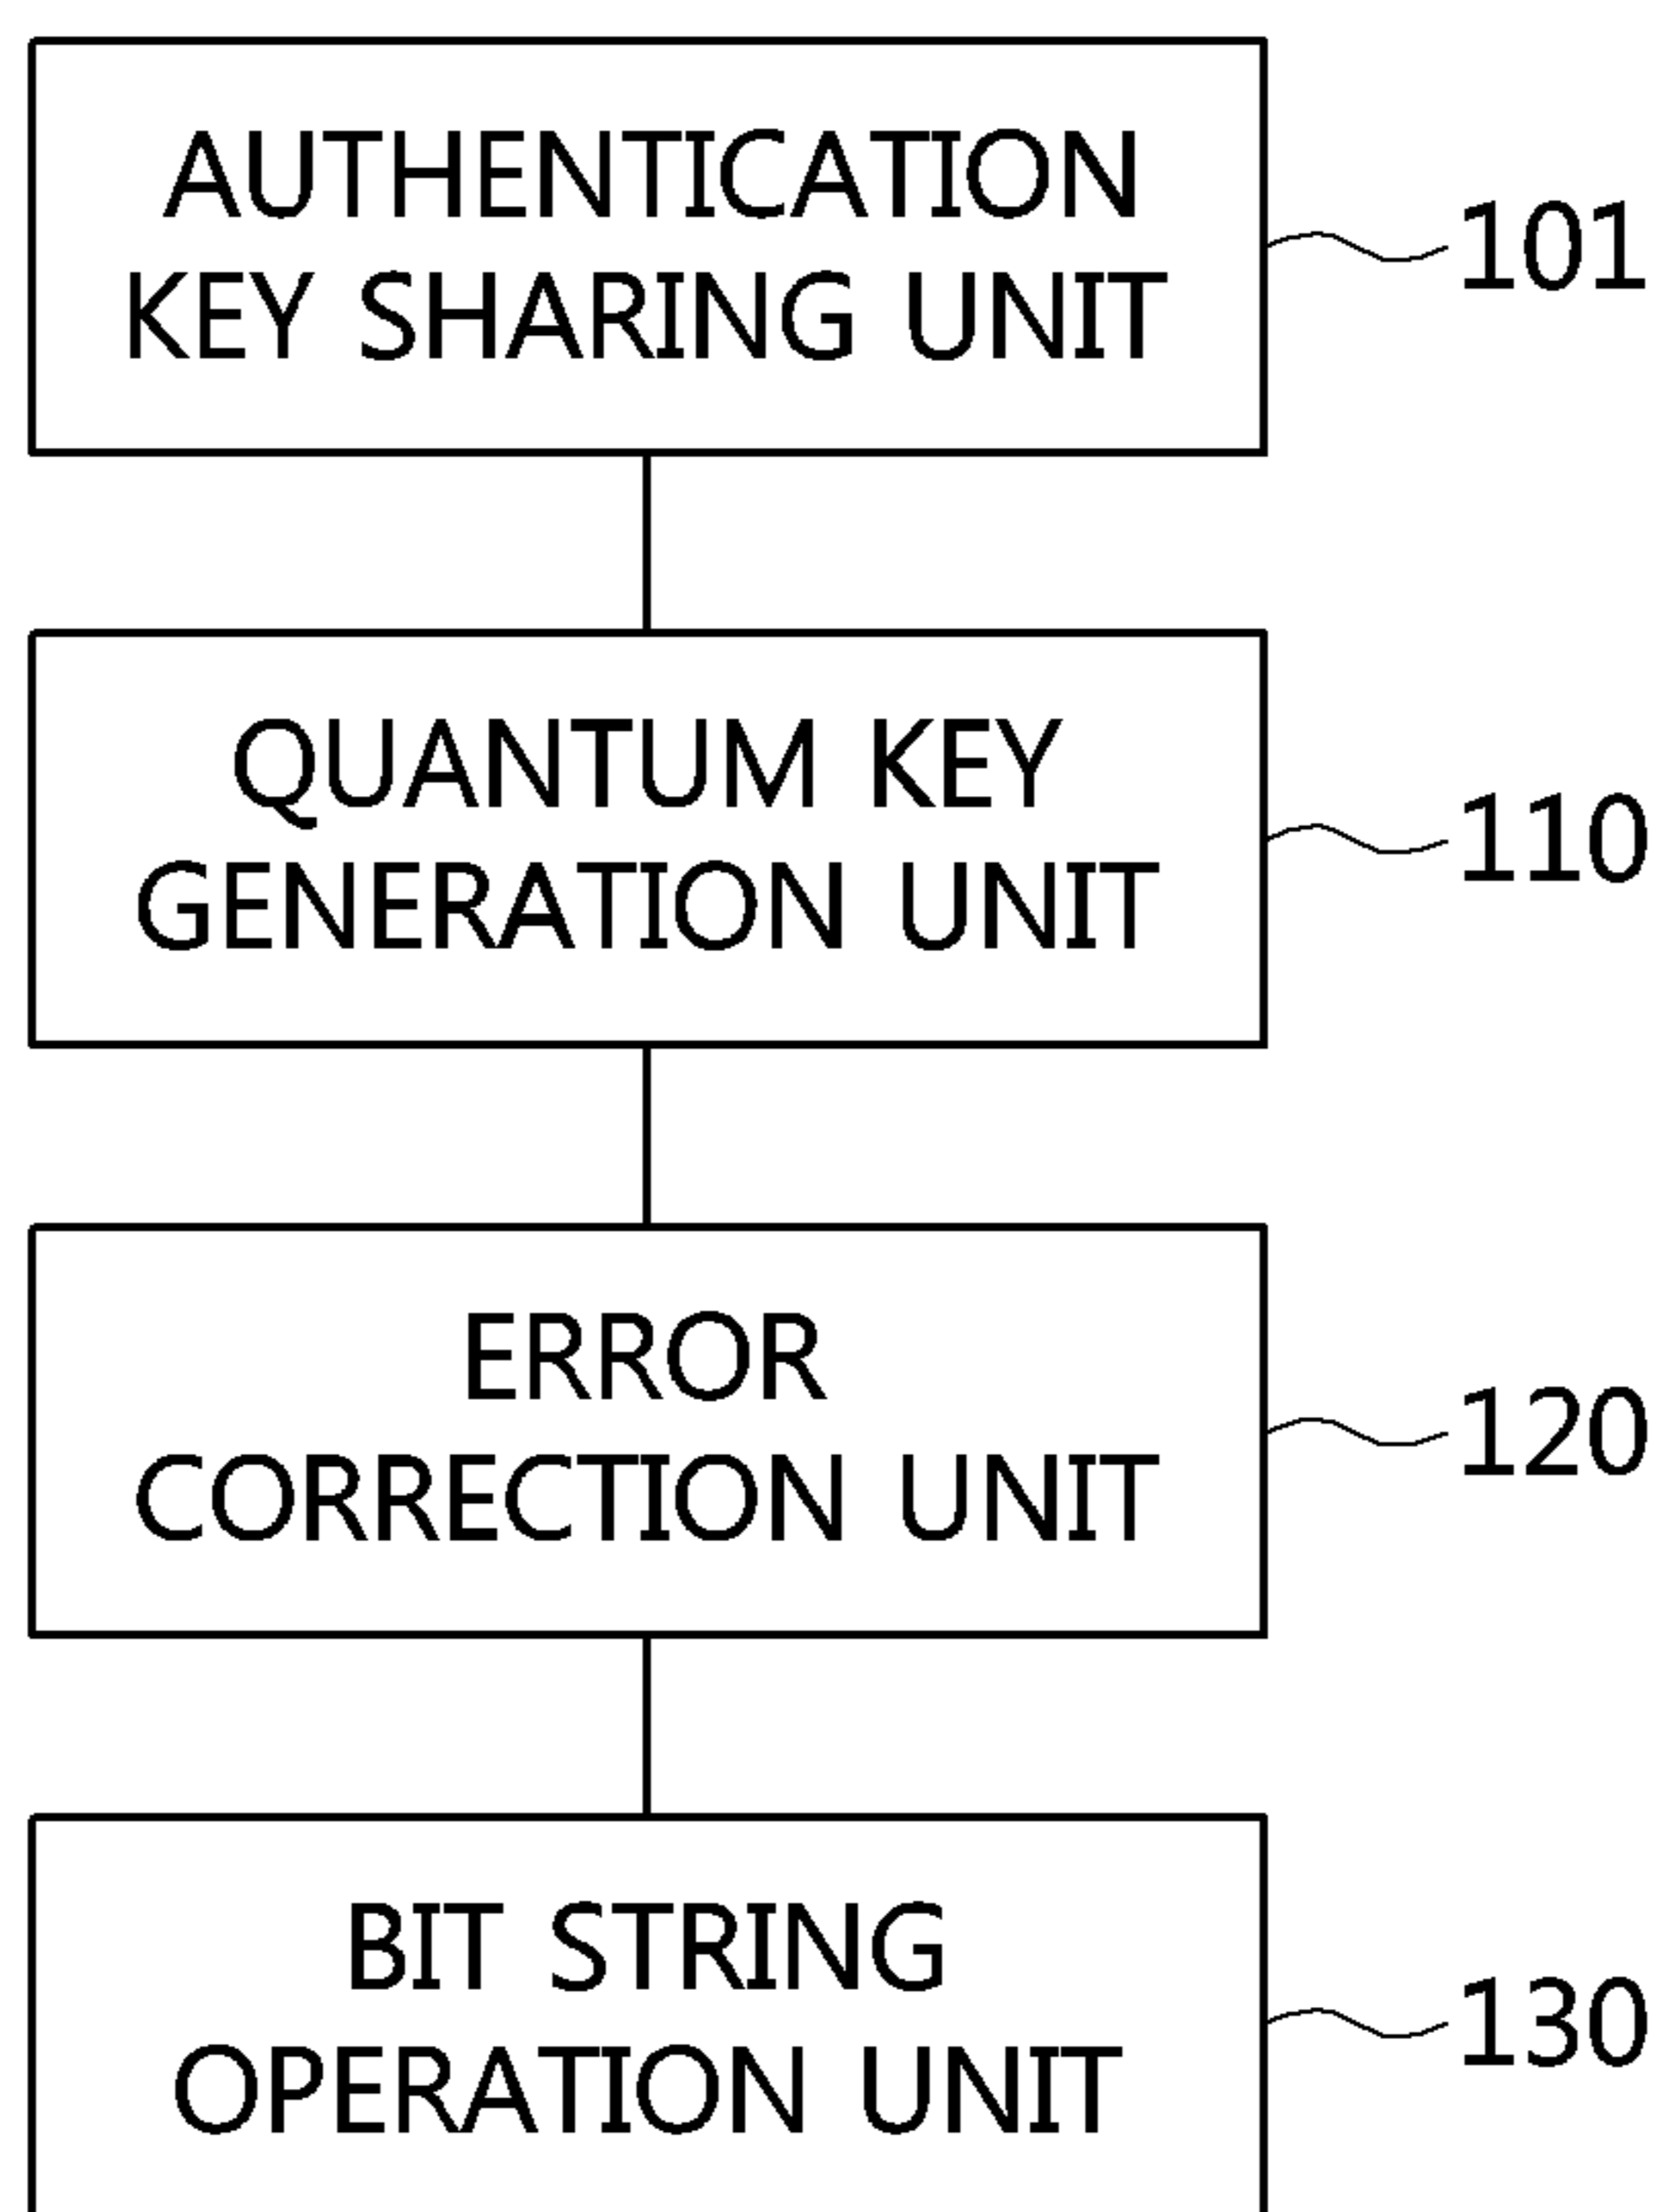 AUTHENTICATION
KEY SHARING UNIT
101
QUANTUM KEY
GENERATION UNIT
110
ERROR
CORRECTION UNIT
120
BIT STRING
OPERATION UNIT
130